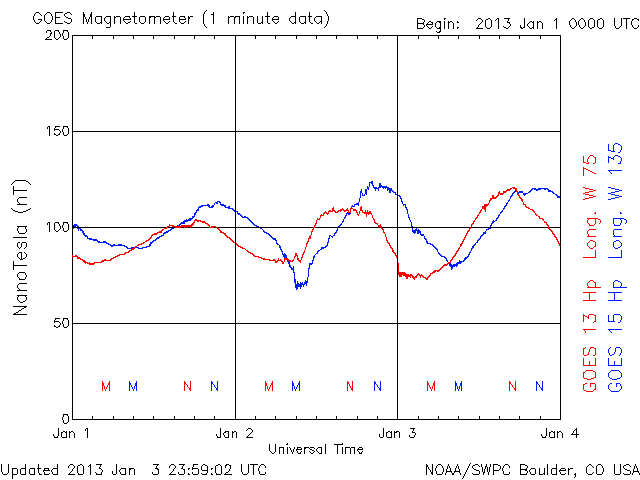 GOES Magnetometer (1 minute data)
Begin: 2013 Jan 1 0000 UTC
200
150
100
50
0
NanoTesla (nT)
M M N N M M N N M M N N
Jan 1 Jan 2 Jan 3 Jan 4
Universal Time
GOES 13 Hp Long. W 75
GOES 15 Hp Long. W 135
Updated 2013 Jan 3 23:59:02 UTC
NOAA/SWPC Boulder, CO USA